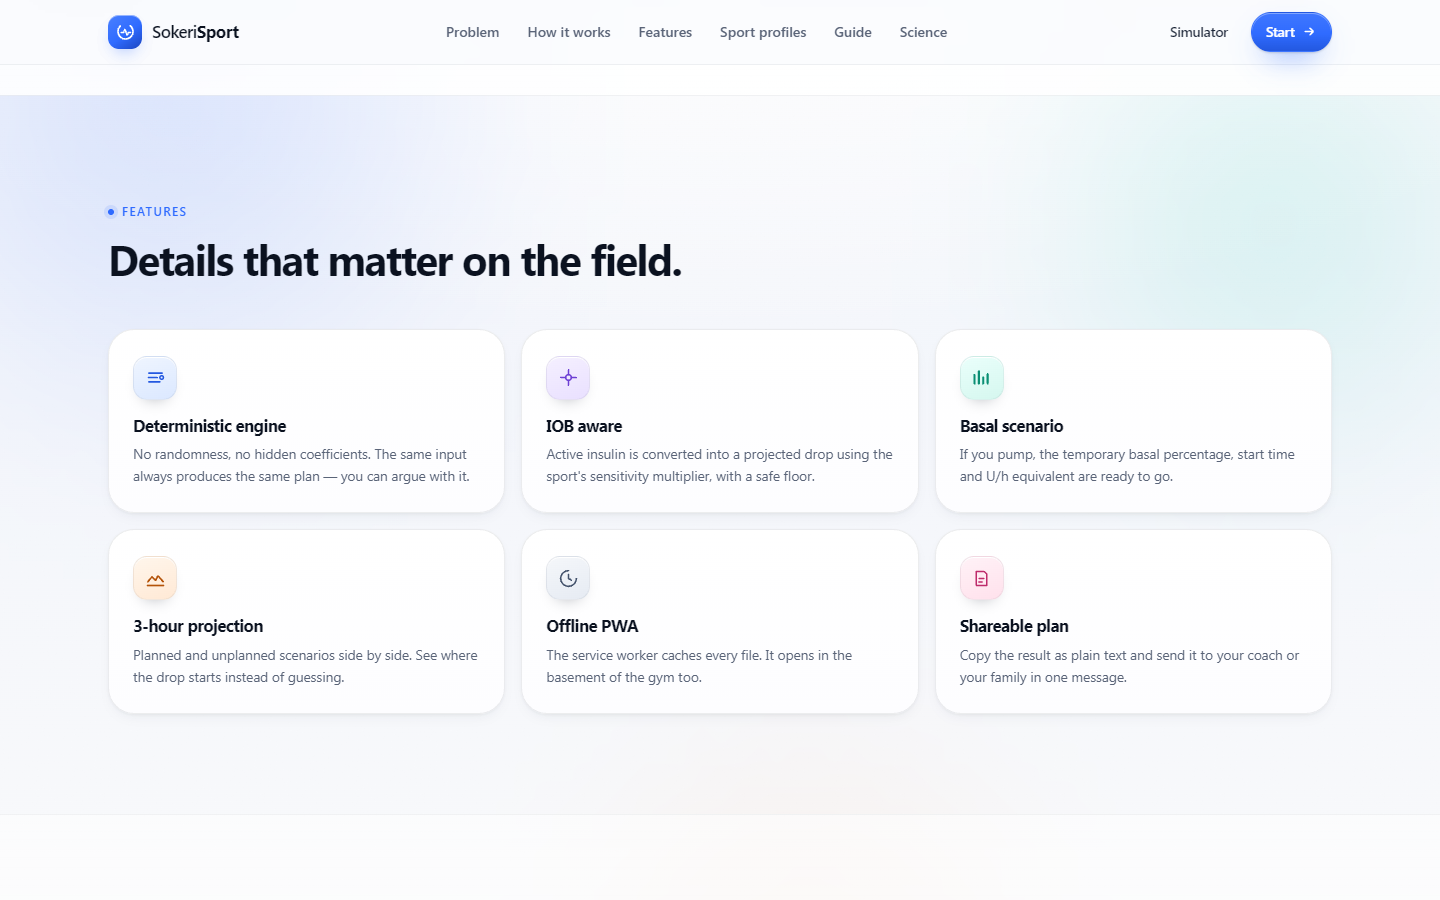 SokeriSport
Problem
How it works
Features
Sport profiles
Guide
Science
Simulator
Start
FEATURES
Details that matter on the field.
Deterministic engine
No randomness, no hidden coefficients. The same input
always produces the same plan — you can argue with it.
IOB aware
Active insulin is converted into a projected drop using the
sport's sensitivity multiplier, with a safe floor.
Basal scenario
If you pump, the temporary basal percentage, start time
and U/h equivalent are ready to go.
3-hour projection
Planned and unplanned scenarios side by side. See where
the drop starts instead of guessing.
Offline PWA
The service worker caches every file. It opens in the
basement of the gym too.
Shareable plan
Copy the result as plain text and send it to your coach or
your family in one message.